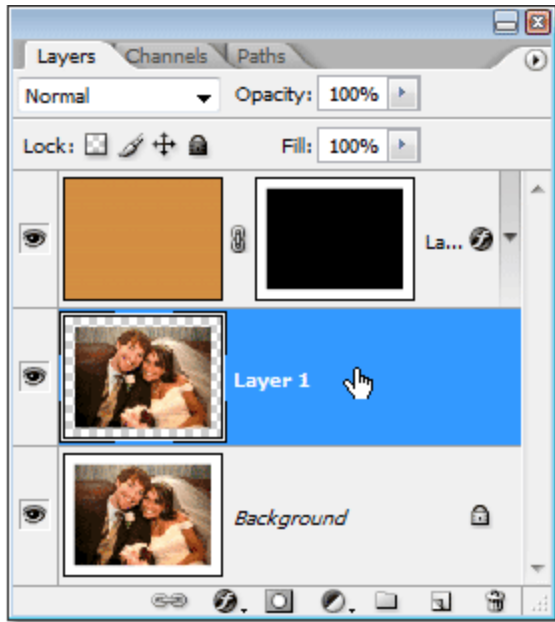 Layers Channels Paths
Normal Opacity: 100%
Lock: Fill: 100%
La...
Layer 1
Background